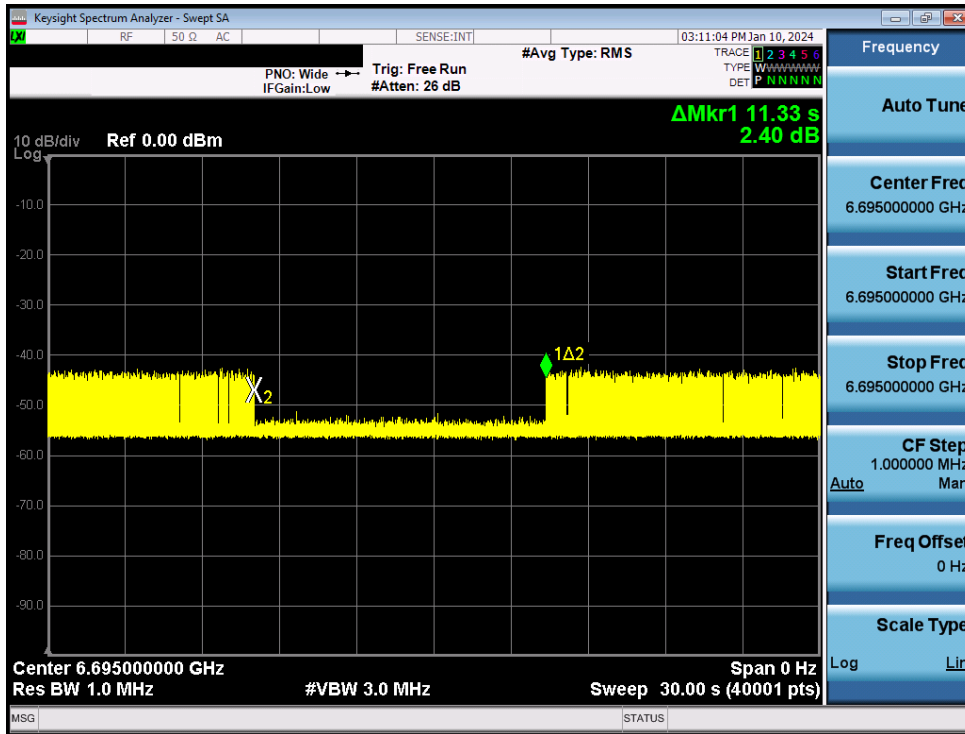 Keysight Spectrum Analyzer - Swept SA
LXI RF 50 Ω AC SENSE:INT 03:11:04 PM Jan 10, 2024
PNO: Wide
IFGain:Low
Trig: Free Run
#Atten: 26 dB
#Avg Type: RMS
TRACE 1 2 3 4 5 6
TYPE WWWWWW
DET P N N N N N
ΔMkr1 11.33 s
2.40 dB
10 dB/div
Log
Ref 0.00 dBm
-10.0
-20.0
-30.0
-40.0
-50.0
-60.0
-70.0
-80.0
-90.0
1Δ2
X2
Center 6.695000000 GHz
Span 0 Hz
Res BW 1.0 MHz
#VBW 3.0 MHz
Sweep 30.00 s (40001 pts)
MSG
STATUS
Frequency
Auto Tune
Center Freq
6.695000000 GHz
Start Freq
6.695000000 GHz
Stop Freq
6.695000000 GHz
CF Step
1.000000 MHz
Auto Man
Freq Offset
0 Hz
Scale Type
Log Lin